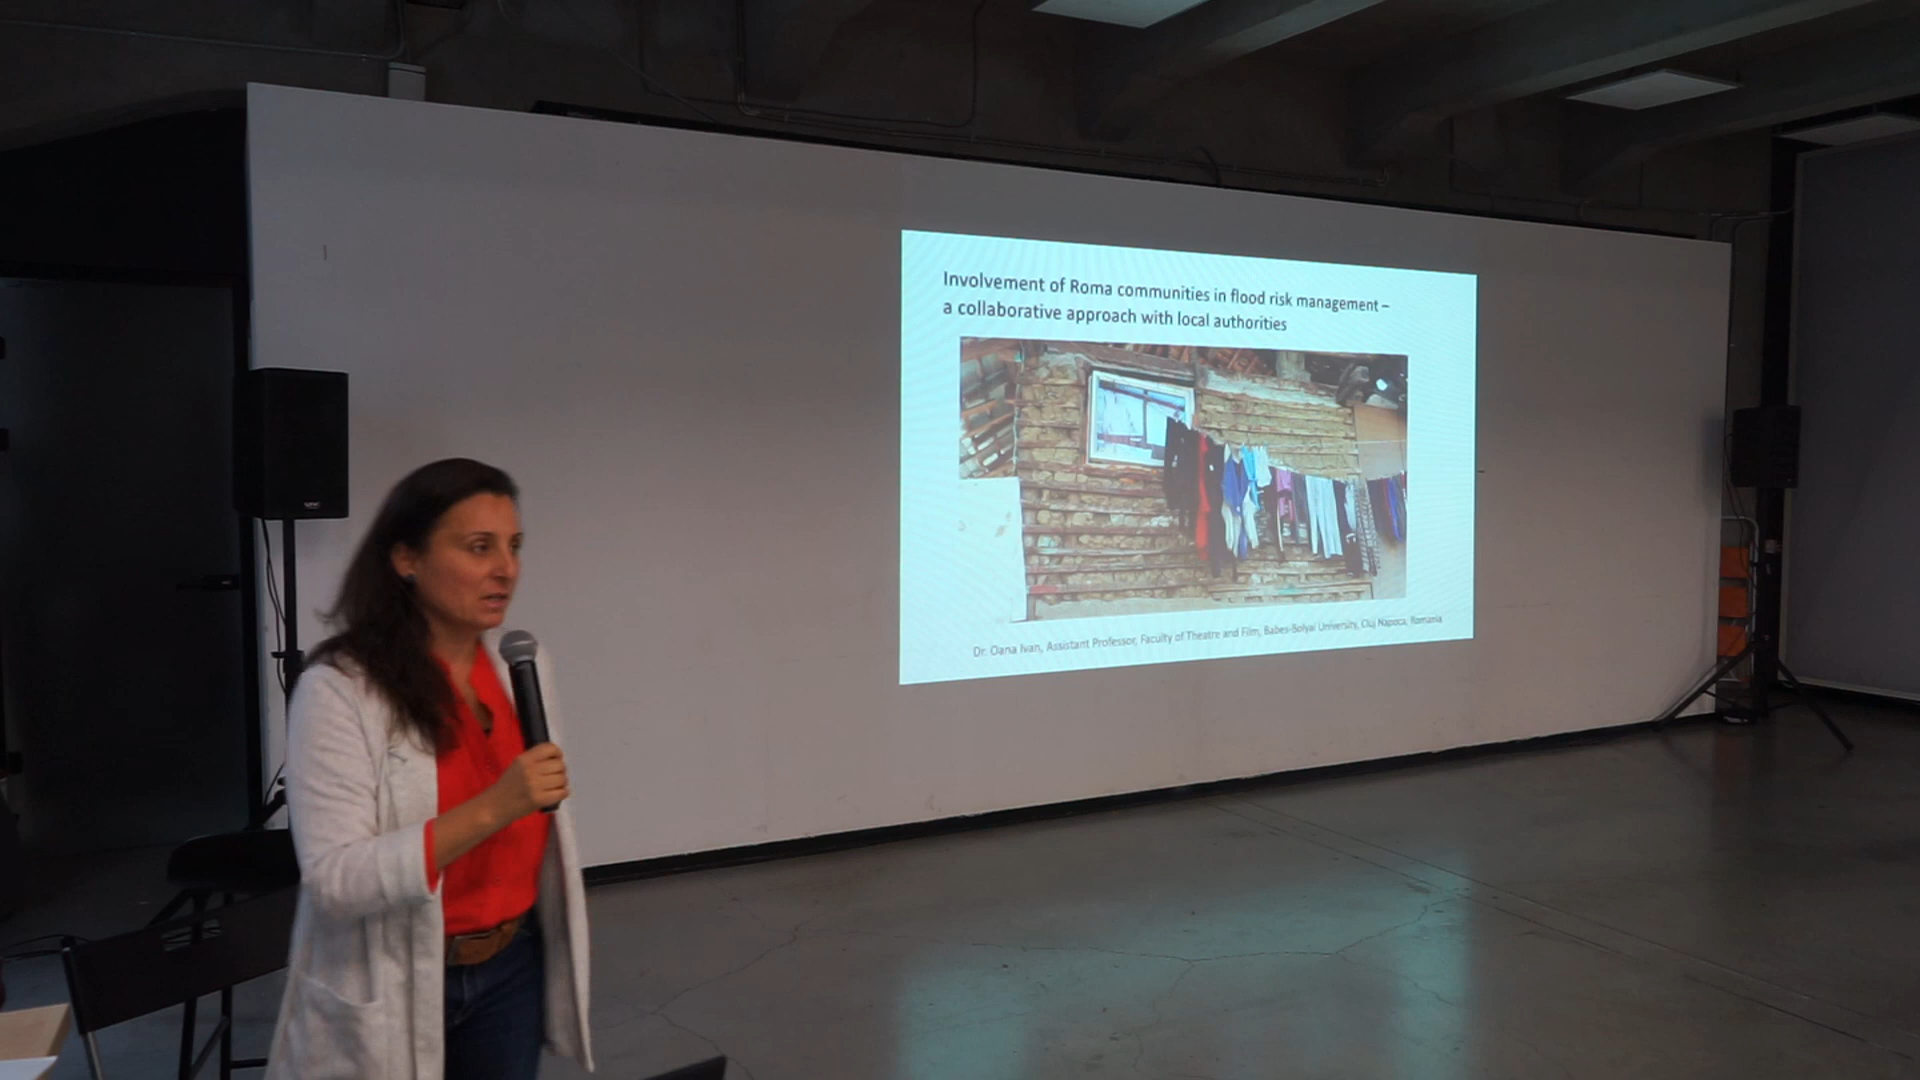 Involvement of Roma communities in flood risk management –
a collaborative approach with local authorities
Dr. Oana Ivan, Assistant Professor, Faculty of Theatre and Film, Babes-Bolyai University, Cluj Napoca, Romania